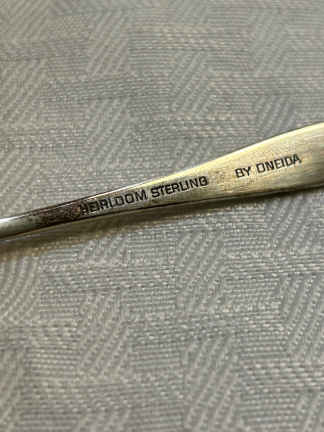 HEIRLOOM STERLING BY ONEIDA